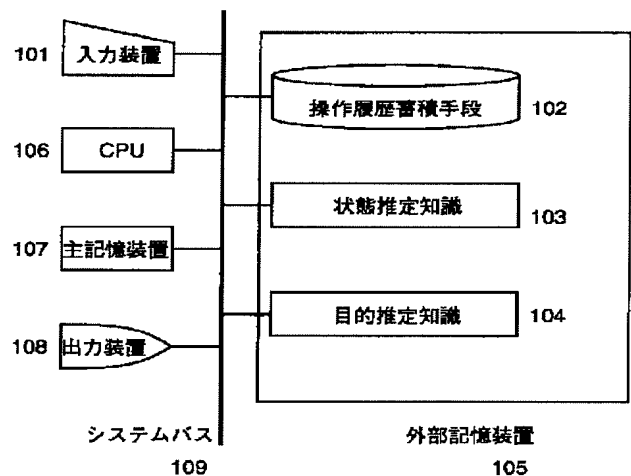 101 入力装置
操作履歴蓄積手段 102
106 CPU
状態推定知識 103
107 主記憶装置
目的推定知識 104
108 出力装置
システムバス 外部記憶装置
109 105